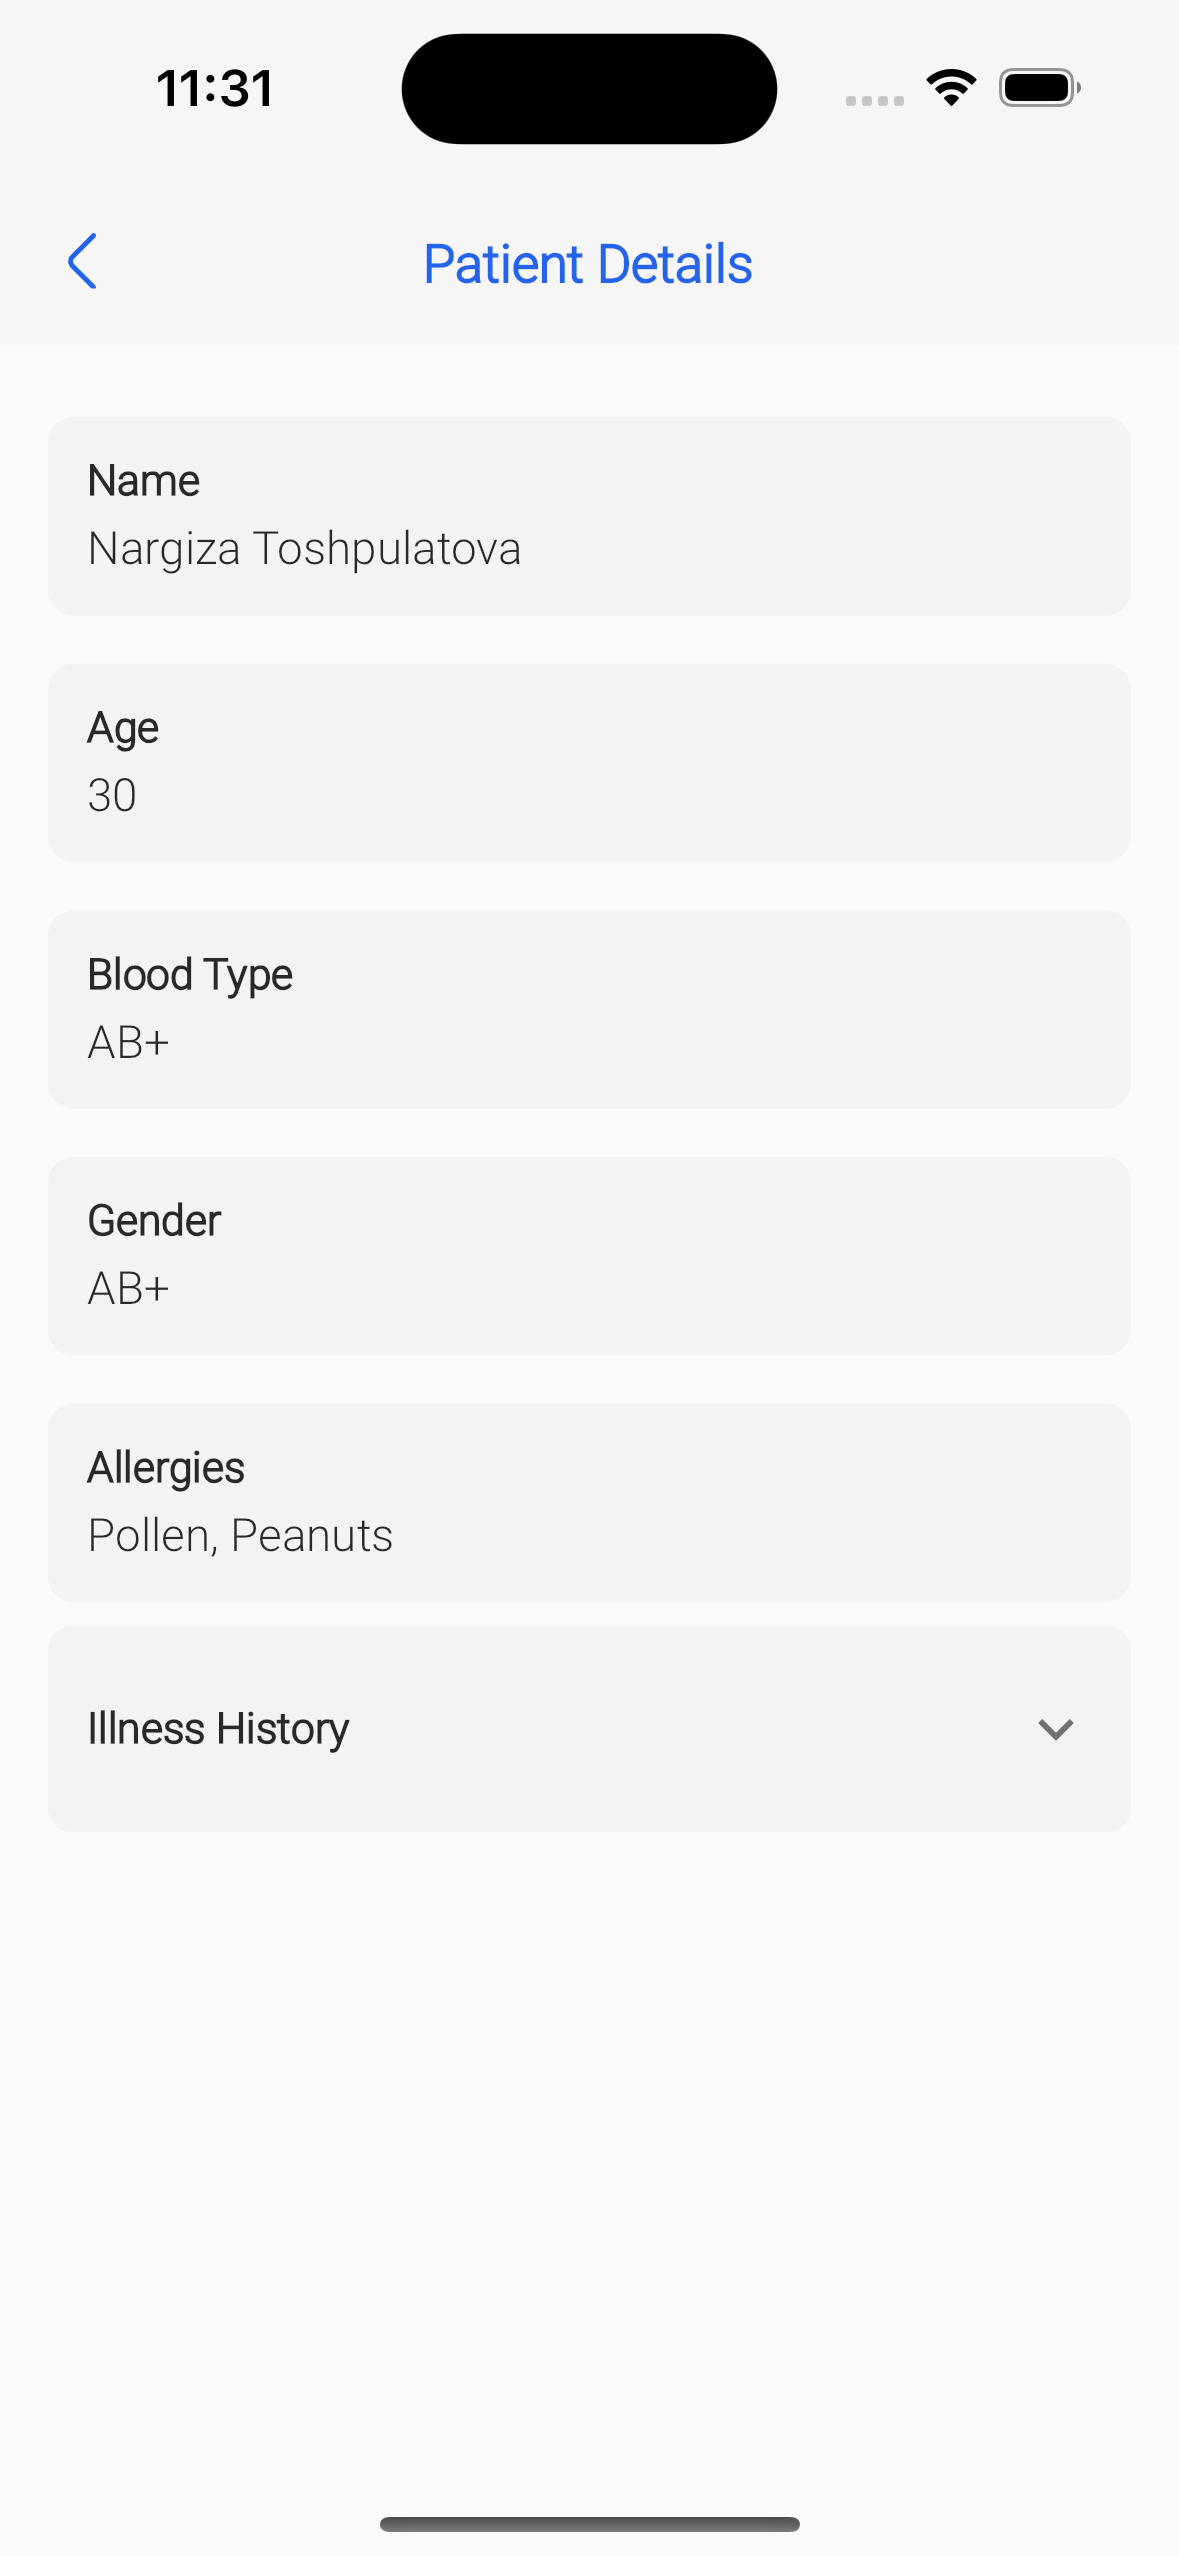 11:31
Patient Details
Name
Nargiza Toshpulatova
Age
30
Blood Type
AB+
Gender
AB+
Allergies
Pollen, Peanuts
Illness History